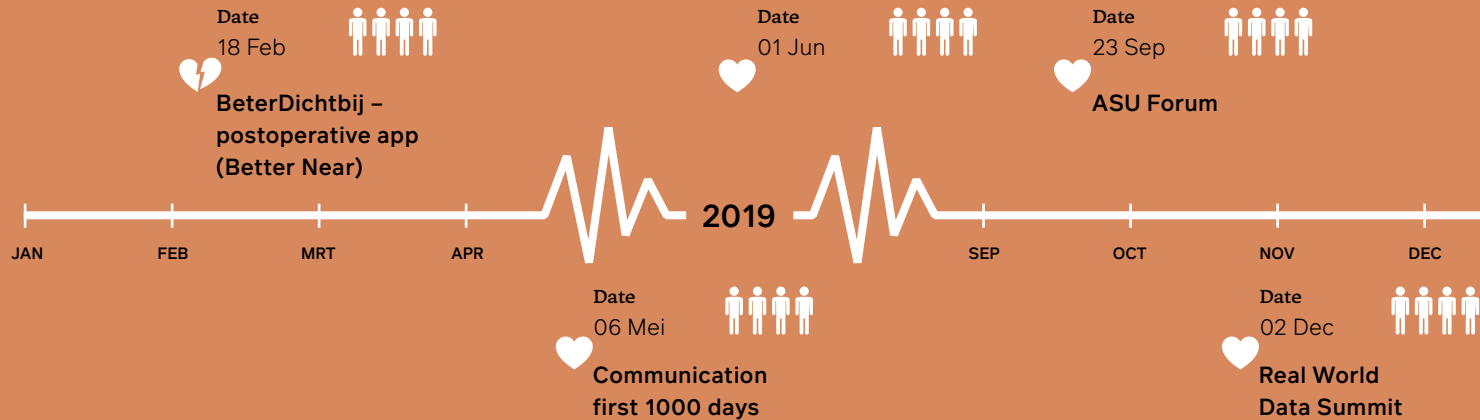 Date
18 Feb
BeterDichtbij –
postoperative app
(Better Near)
Date
01 Jun
Date
23 Sep
ASU Forum
2019
JAN
FEB
MRT
APR
SEP
OCT
NOV
DEC
Date
06 Mei
Communication
first 1000 days
Date
02 Dec
Real World
Data Summit